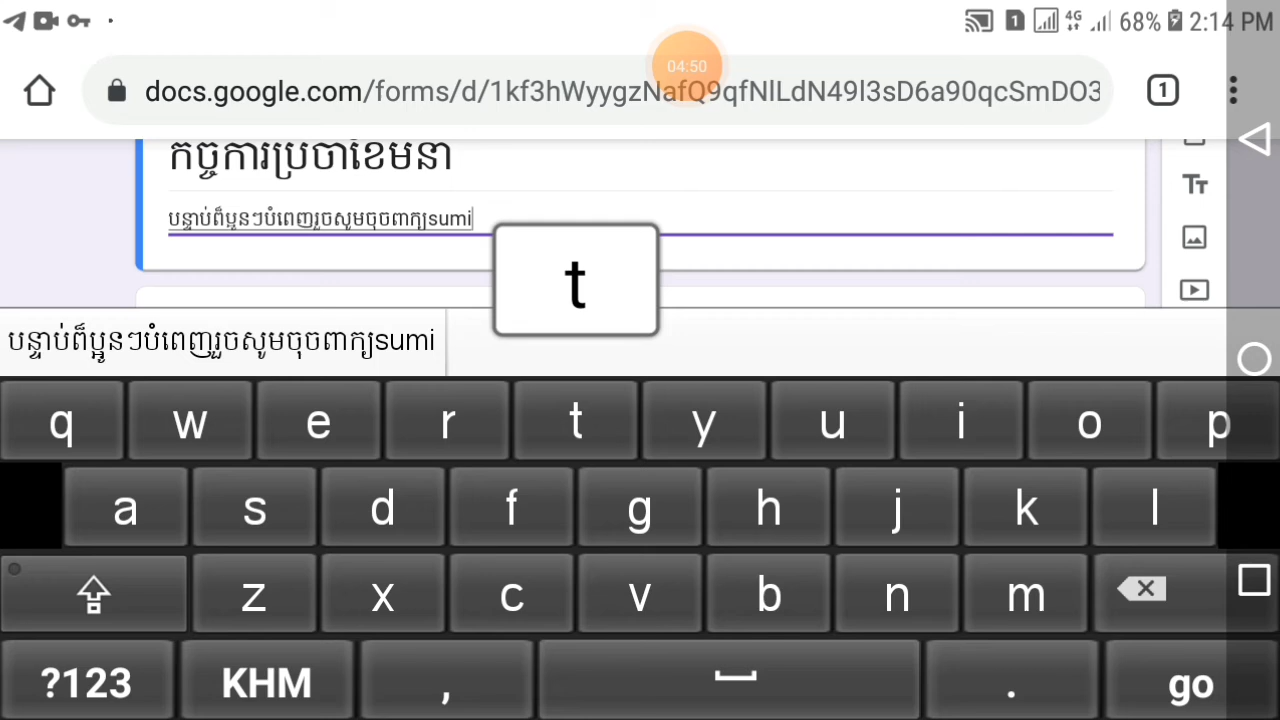 1 4G 68% 2:14 PM
04:50
docs.google.com/forms/d/1kf3hWyygzNafQ9qfNlLdN49l3sD6a90qcSmDO3
1
កិច្ចការប្រចាំខែមីនា
Tт
បន្ទាប់ពីប្អូនៗបំពេញរួចសូមចុចពាក្យsumi
t
បន្ទាប់ពីប្អូនៗបំពេញរួចសូមចុចពាក្យsumi
q w e r t y u i o p
a s d f g h j k l
z x c v b n m
?123 KHM , . go